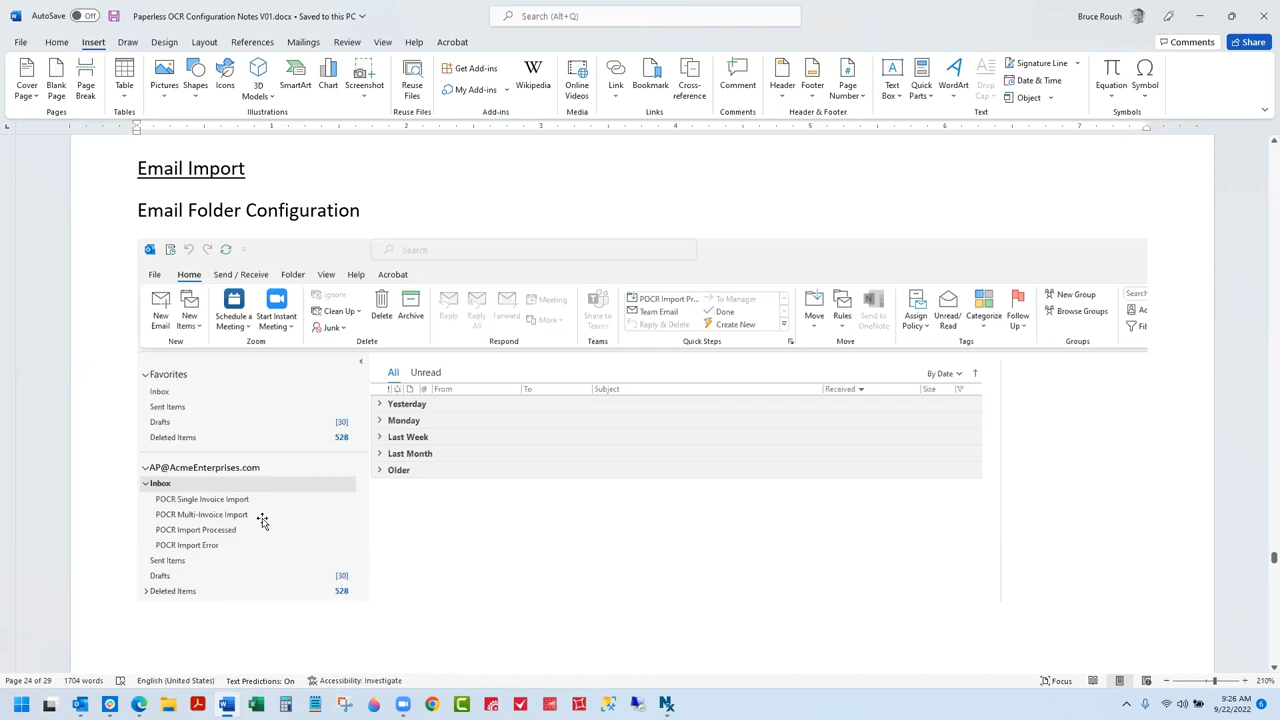 AutoSave Off Paperless OCR Configuration Notes V01.docx • Saved to this PC Search (Alt+Q) Bruce Roush
File Home Insert Draw Design Layout References Mailings Review View Help Acrobat Comments Share
Cover Page Blank Page Page Break Table Pictures Shapes Icons 3D Models SmartArt Chart Screenshot Reuse Files Get Add-ins My Add-ins Wikipedia Online Videos Link Bookmark Cross-reference Comment Header Footer Page Number Text Box Quick Parts WordArt Drop Cap Signature Line Date & Time Object Equation Symbol
Pages Tables Illustrations Reuse Files Add-ins Media Links Comments Header & Footer Text Symbols
1 2 3 4 5 6 7
Email Import
Email Folder Configuration
Search
File Home Send / Receive Folder View Help Acrobat
New Email New Items Schedule a Meeting Start Instant Meeting Ignore Clean Up Junk Delete Archive Reply Reply All Forward Meeting More Share to Teams POCR Import Pr... To Manager Team Email Done Reply & Delete Create New Move Rules Send to OneNote Assign Policy Unread/ Read Categorize Follow Up New Group Browse Groups Search
New Zoom Delete Respond Teams Quick Steps Move Tags Groups
Favorites
All Unread By Date
From To Subject Received Size
Inbox
Sent Items
Drafts [30]
Deleted Items 528
Yesterday
Monday
Last Week
Last Month
Older
AP@AcmeEnterprises.com
Inbox
POCR Single Invoice Import
POCR Multi-Invoice Import
POCR Import Processed
POCR Import Error
Sent Items
Drafts [30]
Deleted Items 528
Page 24 of 29 1704 words English (United States) Text Predictions: On Accessibility: Investigate Focus 210%
9:26 AM
9/22/2022